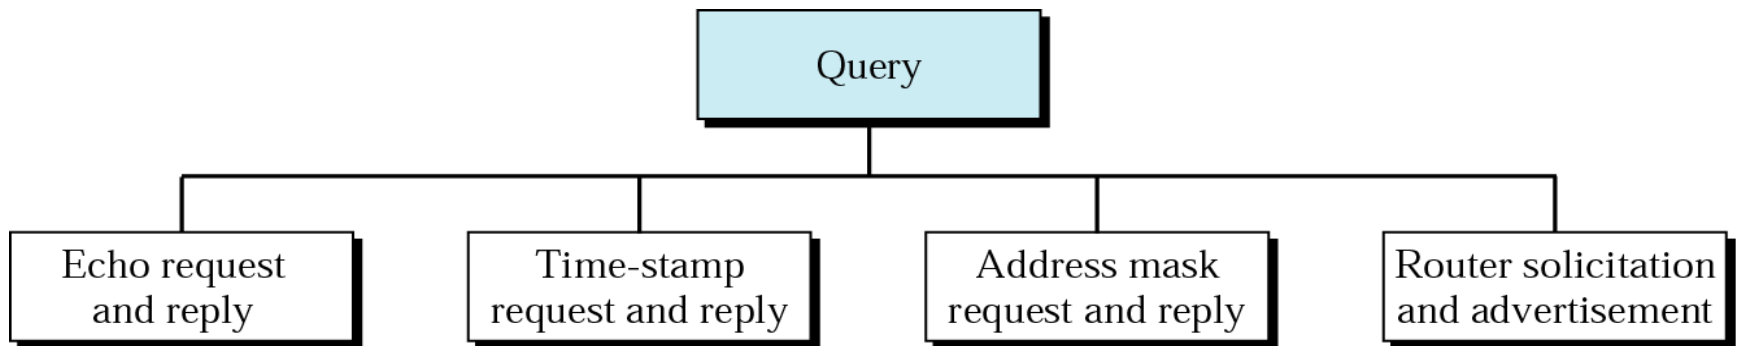 Query
Echo request
and reply
Time-stamp
request and reply
Address mask
request and reply
Router solicitation
and advertisement